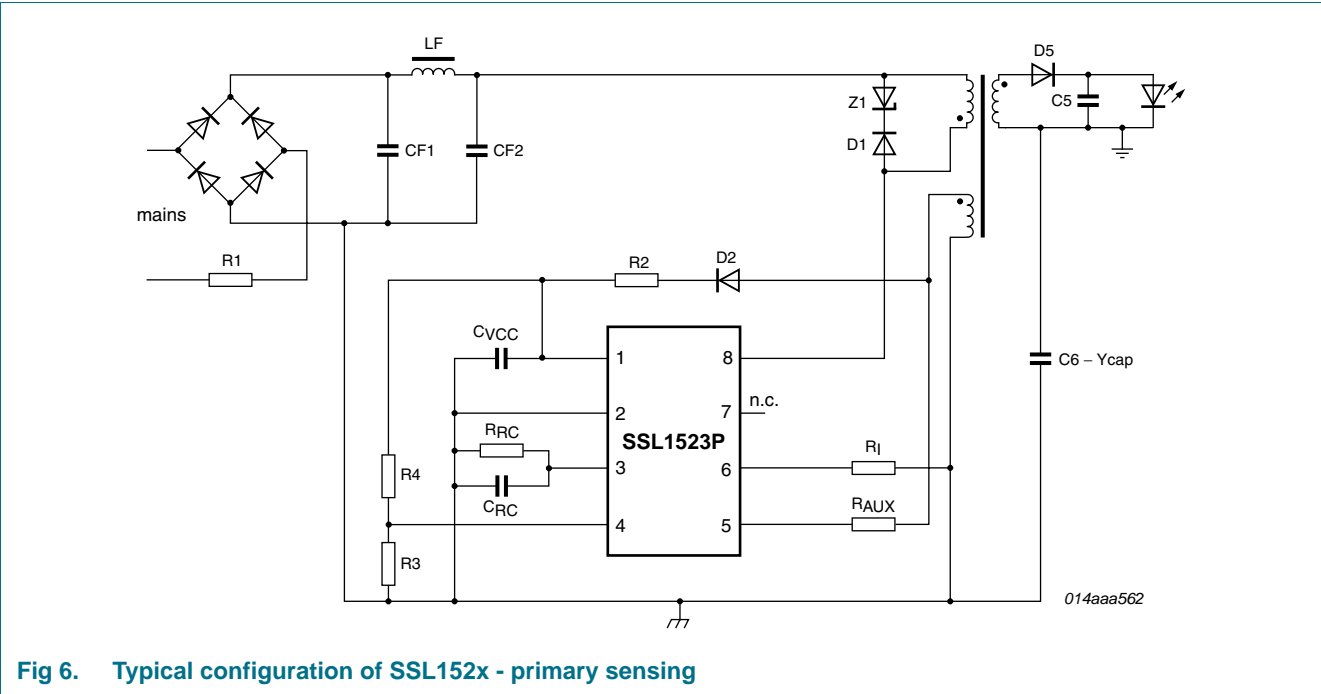 LF
D5
Z1
C5
CF1
CF2
D1
mains
R1
R2
D2
CVCC
1
8
C6 – Ycap
n.c.
2
7
SSL1523P
RRC
RI
3
6
R4
CRC
RAUX
4
5
R3
014aaa562
Fig 6. Typical configuration of SSL152x - primary sensing